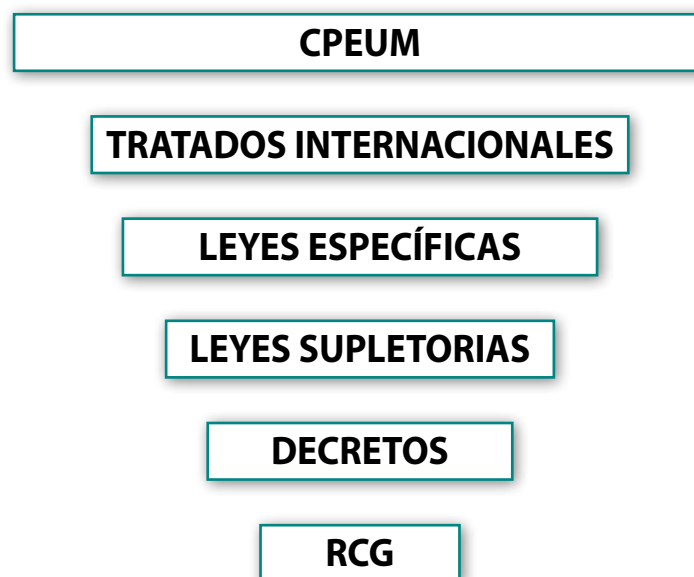 CPEUM
TRATADOS INTERNACIONALES
LEYES ESPECÍFICAS
LEYES SUPLETORIAS
DECRETOS
RCG